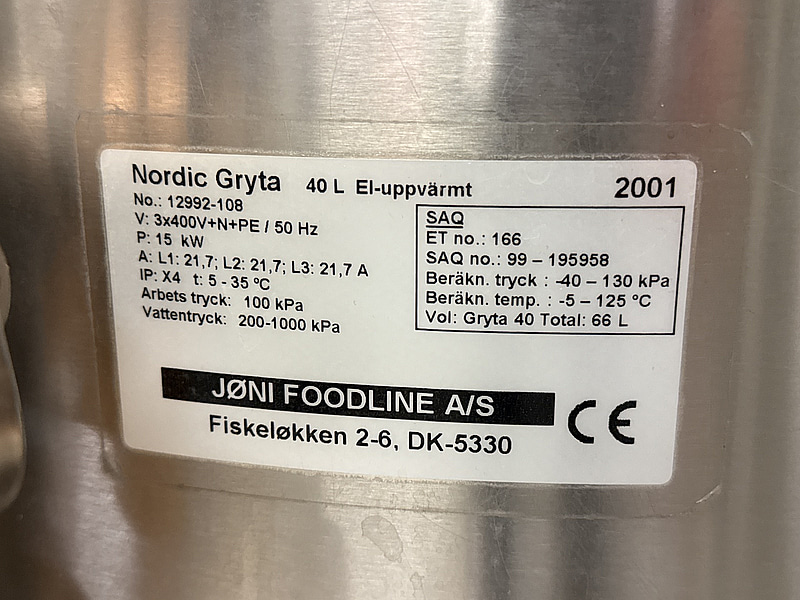 Nordic Gryta 40 L El-uppvärmt 2001
No.: 12992-108
V: 3x400V+N+PE / 50 Hz
P: 15 kW
A: L1: 21,7; L2: 21,7; L3: 21,7 A
IP: X4 t: 5 - 35 ºC
Arbets tryck: 100 kPa
Vattentryck: 200-1000 kPa
SAQ
ET no.: 166
SAQ no.: 99 – 195958
Beräkn. tryck : -40 – 130 kPa
Beräkn. temp. : -5 – 125 °C
Vol: Gryta 40 Total: 66 L
JØNI FOODLINE A/S
Fiskeløkken 2-6, DK-5330
CE